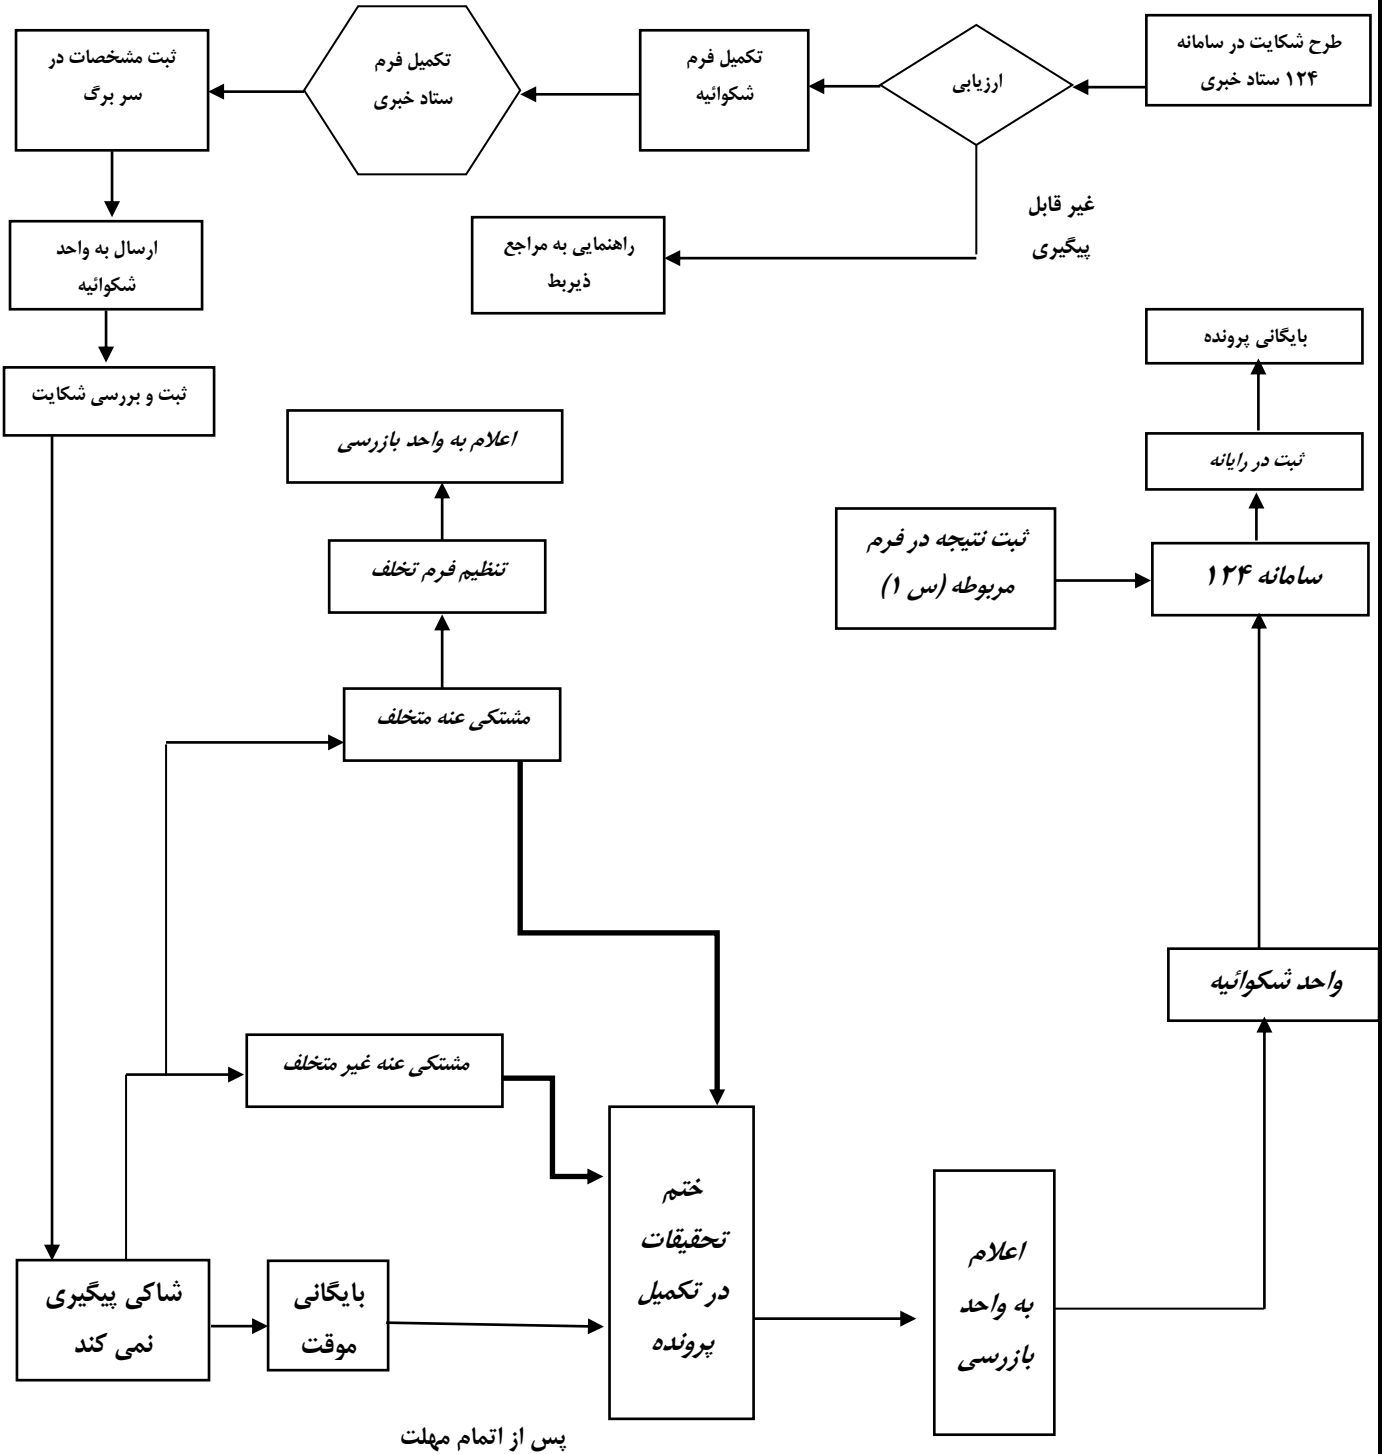 طرح شکایت در سامانه
۱۲۴ ستاد خبری
ارزیابی
تکمیل فرم
شکوائیه
تکمیل فرم
ستاد خبری
ثبت مشخصات در
سر برگ
غیر قابل
پیگیری
راهنمایی به مراجع
ذیربط
ارسال به واحد
شکوائیه
ثبت و بررسی شکایت
بایگانی پرونده
ثبت در رایانه
سامانه ۱۲۴
ثبت نتیجه در فرم
مربوطه (س ۱)
اعلام به واحد بازرسی
تنظیم فرم تخلف
مشتکی عنه متخلف
واحد شکوائیه
مشتکی عنه غیر متخلف
ختم
تحقیقات
در تکمیل
پرونده
اعلام
به واحد
بازرسی
شاکی پیگیری
نمی کند
بایگانی
موقت
پس از اتمام مهلت